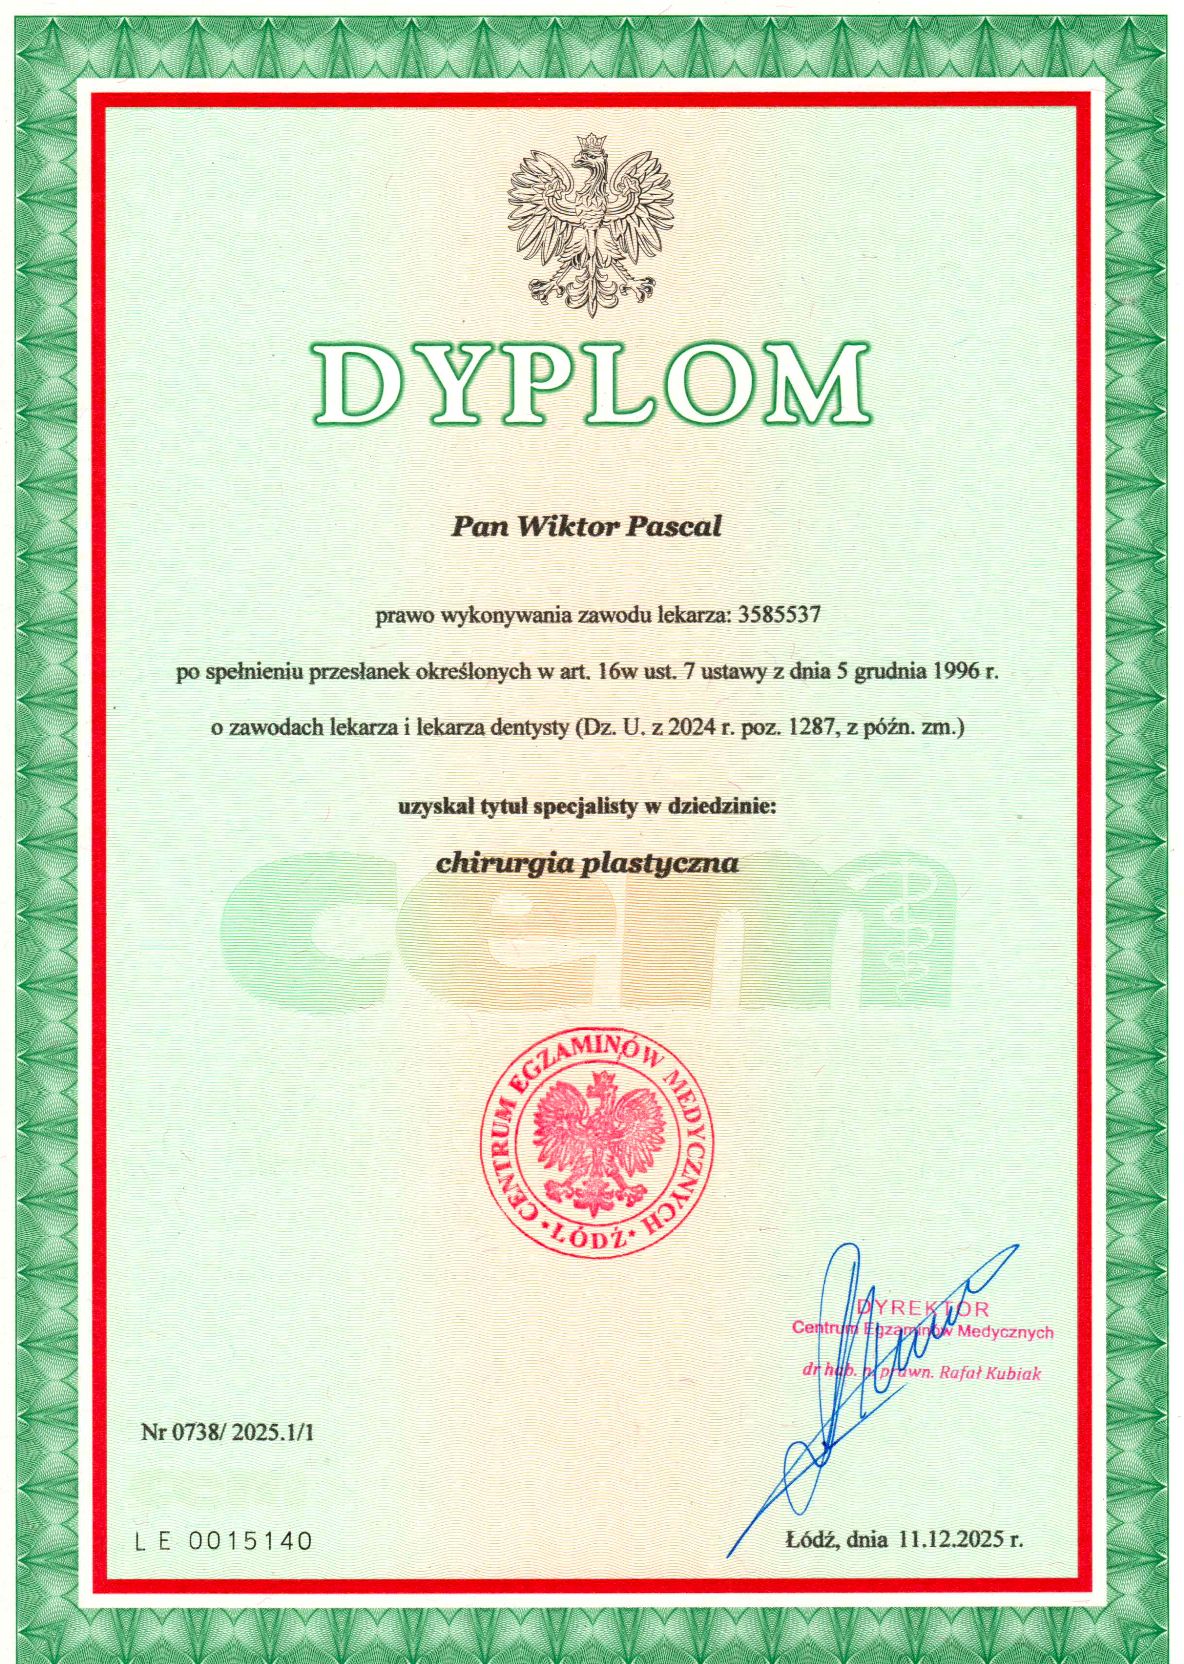 DYPLOM
Pan Wiktor Pascal
prawo wykonywania zawodu lekarza: 3585537
po spełnieniu przesłanek określonych w art. 16w ust. 7 ustawy z dnia 5 grudnia 1996 r.
o zawodach lekarza i lekarza dentysty (Dz. U. z 2024 r. poz. 1287, z późn. zm.)
uzyskał tytuł specjalisty w dziedzinie:
chirurgia plastyczna
cem
CENTRUM EGZAMINÓW MEDYCZNYCH
* ŁÓDŹ *
DYREKTOR
Centrum Egzaminów Medycznych
dr hab. n. prawn. Rafał Kubiak
Nr 0738/ 2025.1/1
LE 0015140
Łódź, dnia 11.12.2025 r.